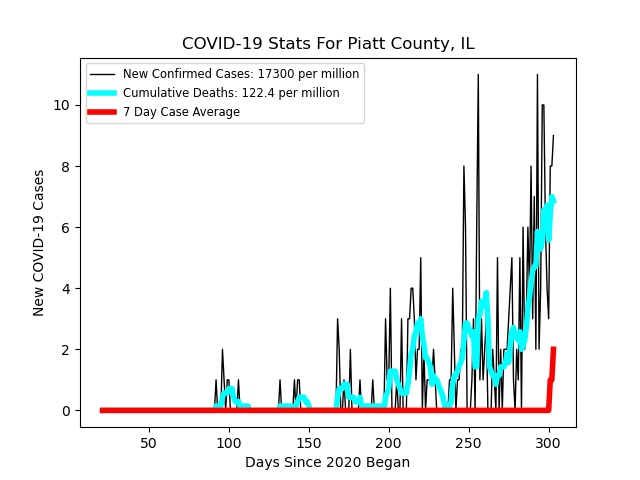 COVID-19 Stats For Piatt County, IL
New Confirmed Cases: 17300 per million
Cumulative Deaths: 122.4 per million
7 Day Case Average
New COVID-19 Cases
10
8
6
4
2
0
50 100 150 200 250 300
Days Since 2020 Began